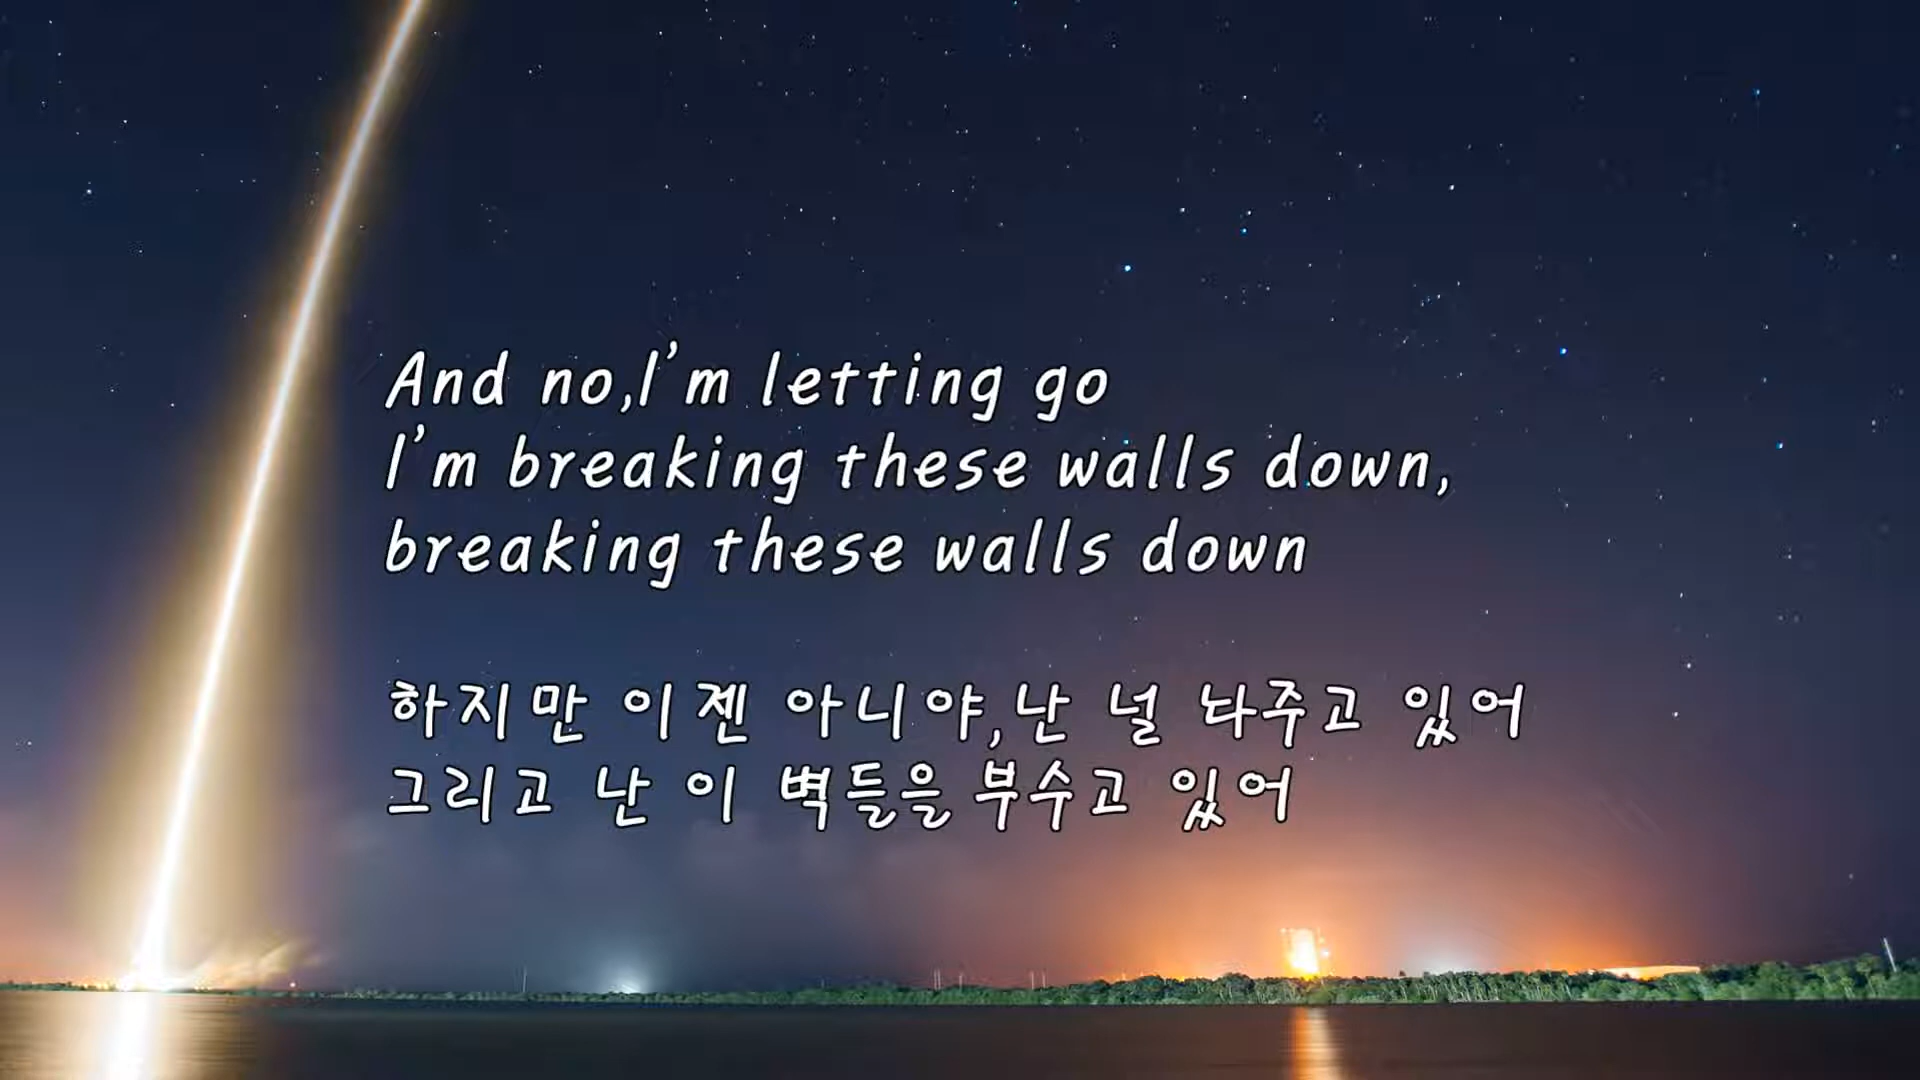 And no,I'm letting go
I'm breaking these walls down,
breaking these walls down
하지만 이젠 아니야,난 널 놔주고 있어
그리고 난 이 벽들을 부수고 있어